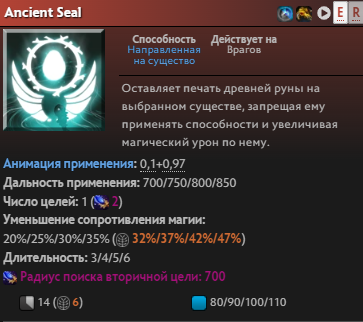 Ancient Seal
E R
Способность Действует на
Направленная Врагов
на существо
Оставляет печать древней руны на
выбранном существе, запрещая ему
применять способности и увеличивая
магический урон по нему.
Анимация применения: 0,1+0,97
Дальность применения: 700/750/800/850
Число целей: 1 (2)
Уменьшение сопротивления магии:
20%/25%/30%/35% (32%/37%/42%/47%)
Длительность: 3/4/5/6
Радиус поиска вторичной цели: 700
14 (6) 80/90/100/110